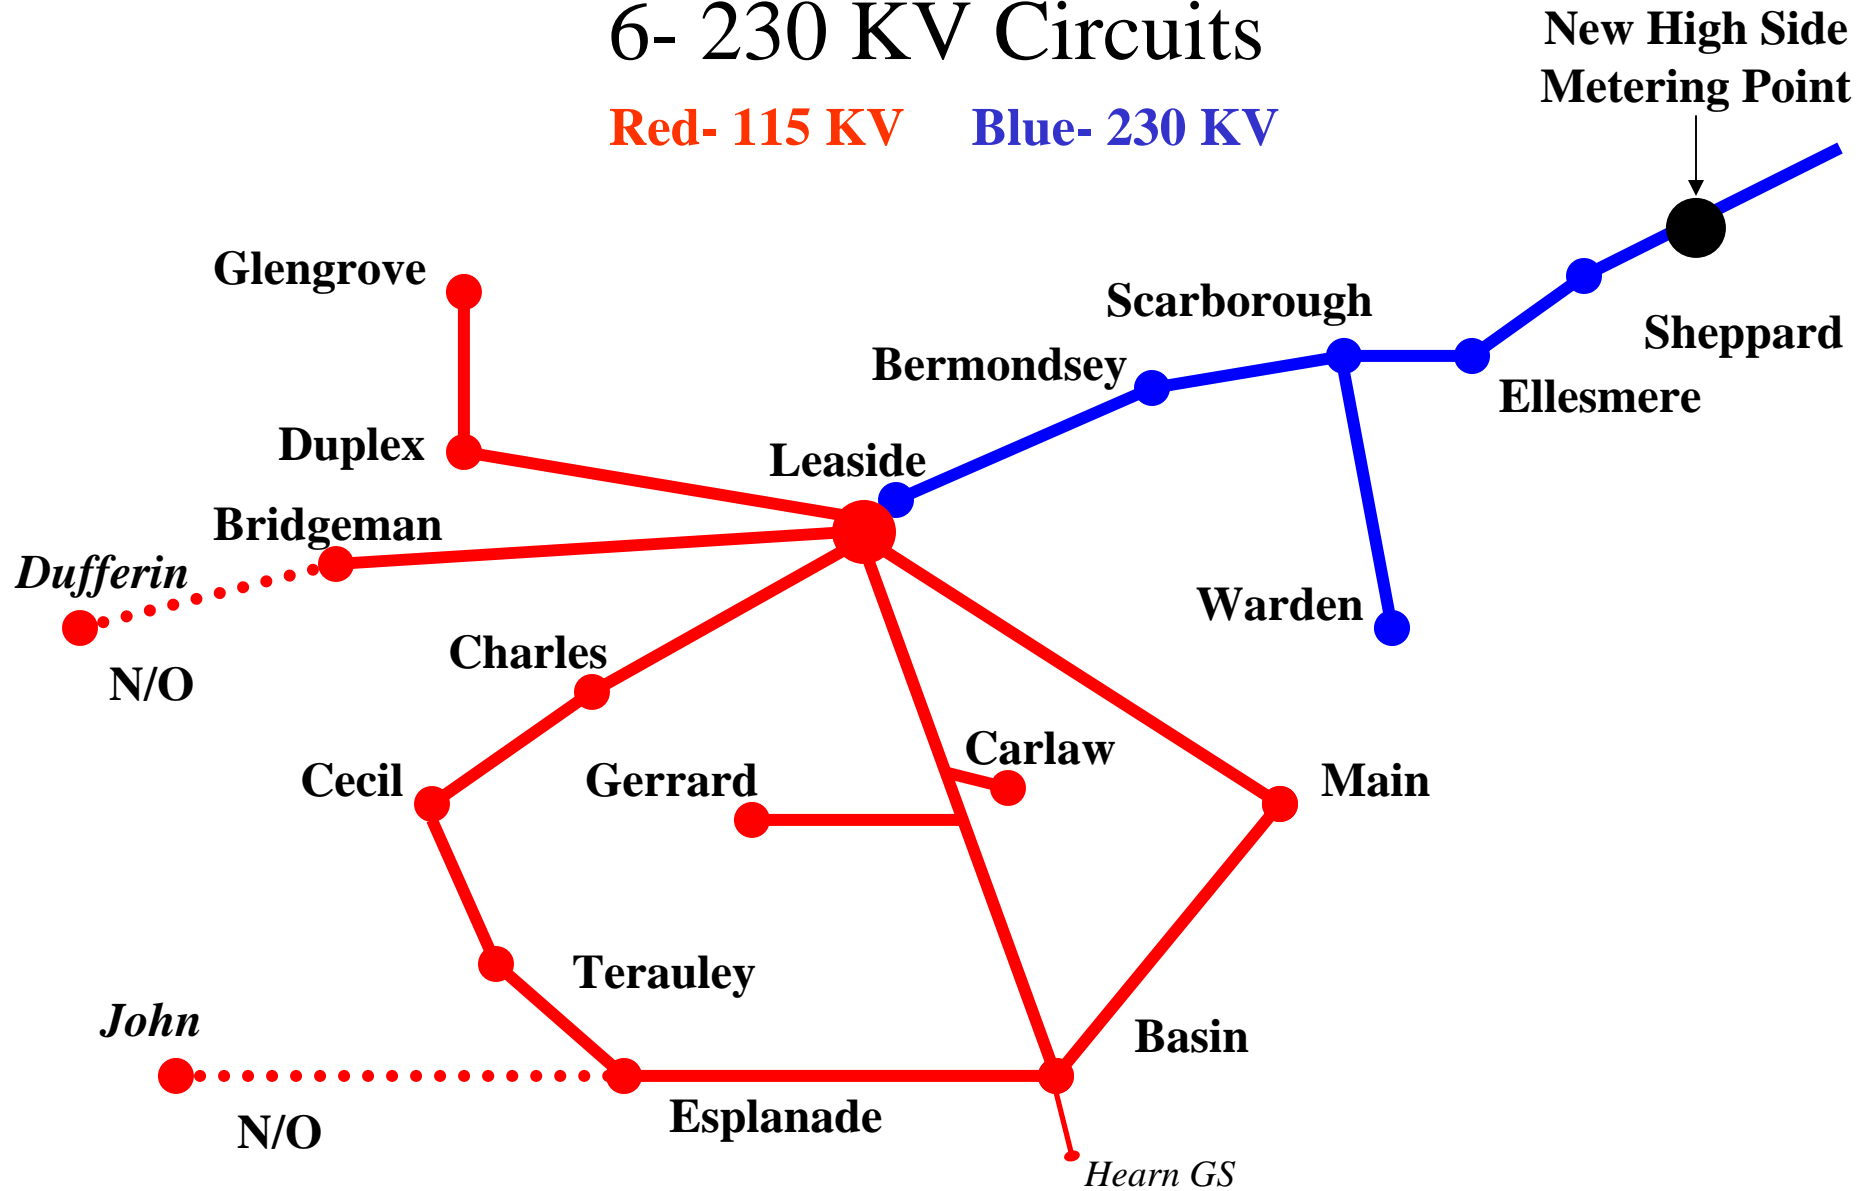 6- 230 KV Circuits
New High Side
Metering Point
Red- 115 KV Blue- 230 KV
Glengrove
Scarborough
Sheppard
Bermondsey
Ellesmere
Duplex
Leaside
Bridgeman
Dufferin
Warden
Charles
N/O
Carlaw
Cecil
Gerrard
Main
Terauley
John
Basin
Esplanade
N/O
Hearn GS